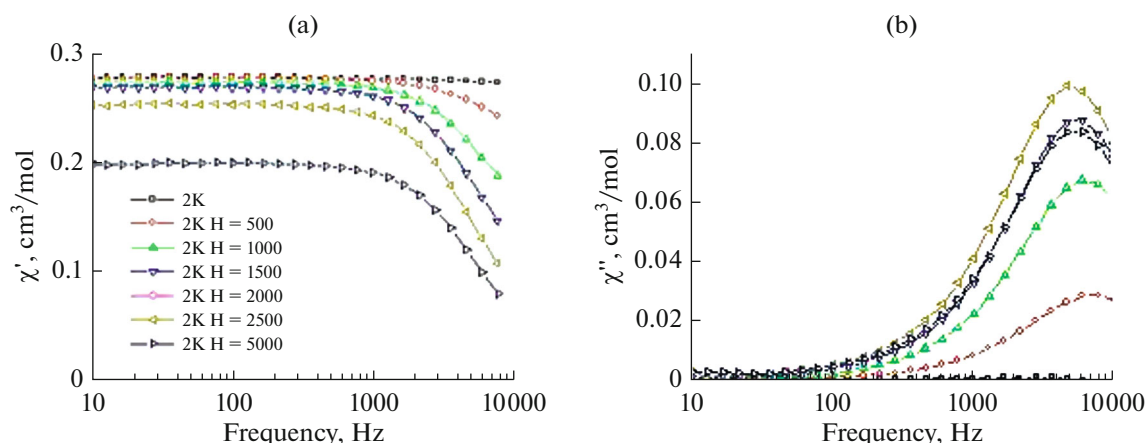 (a)
0.3
0.2
0.1
0
χ', cm³/mol
2K
2K H = 500
2K H = 1000
2K H = 1500
2K H = 2000
2K H = 2500
2K H = 5000
10
100
1000
10000
Frequency, Hz
(b)
0.10
0.08
0.06
0.04
0.02
0
χ'', cm³/mol
10
100
1000
10000
Frequency, Hz